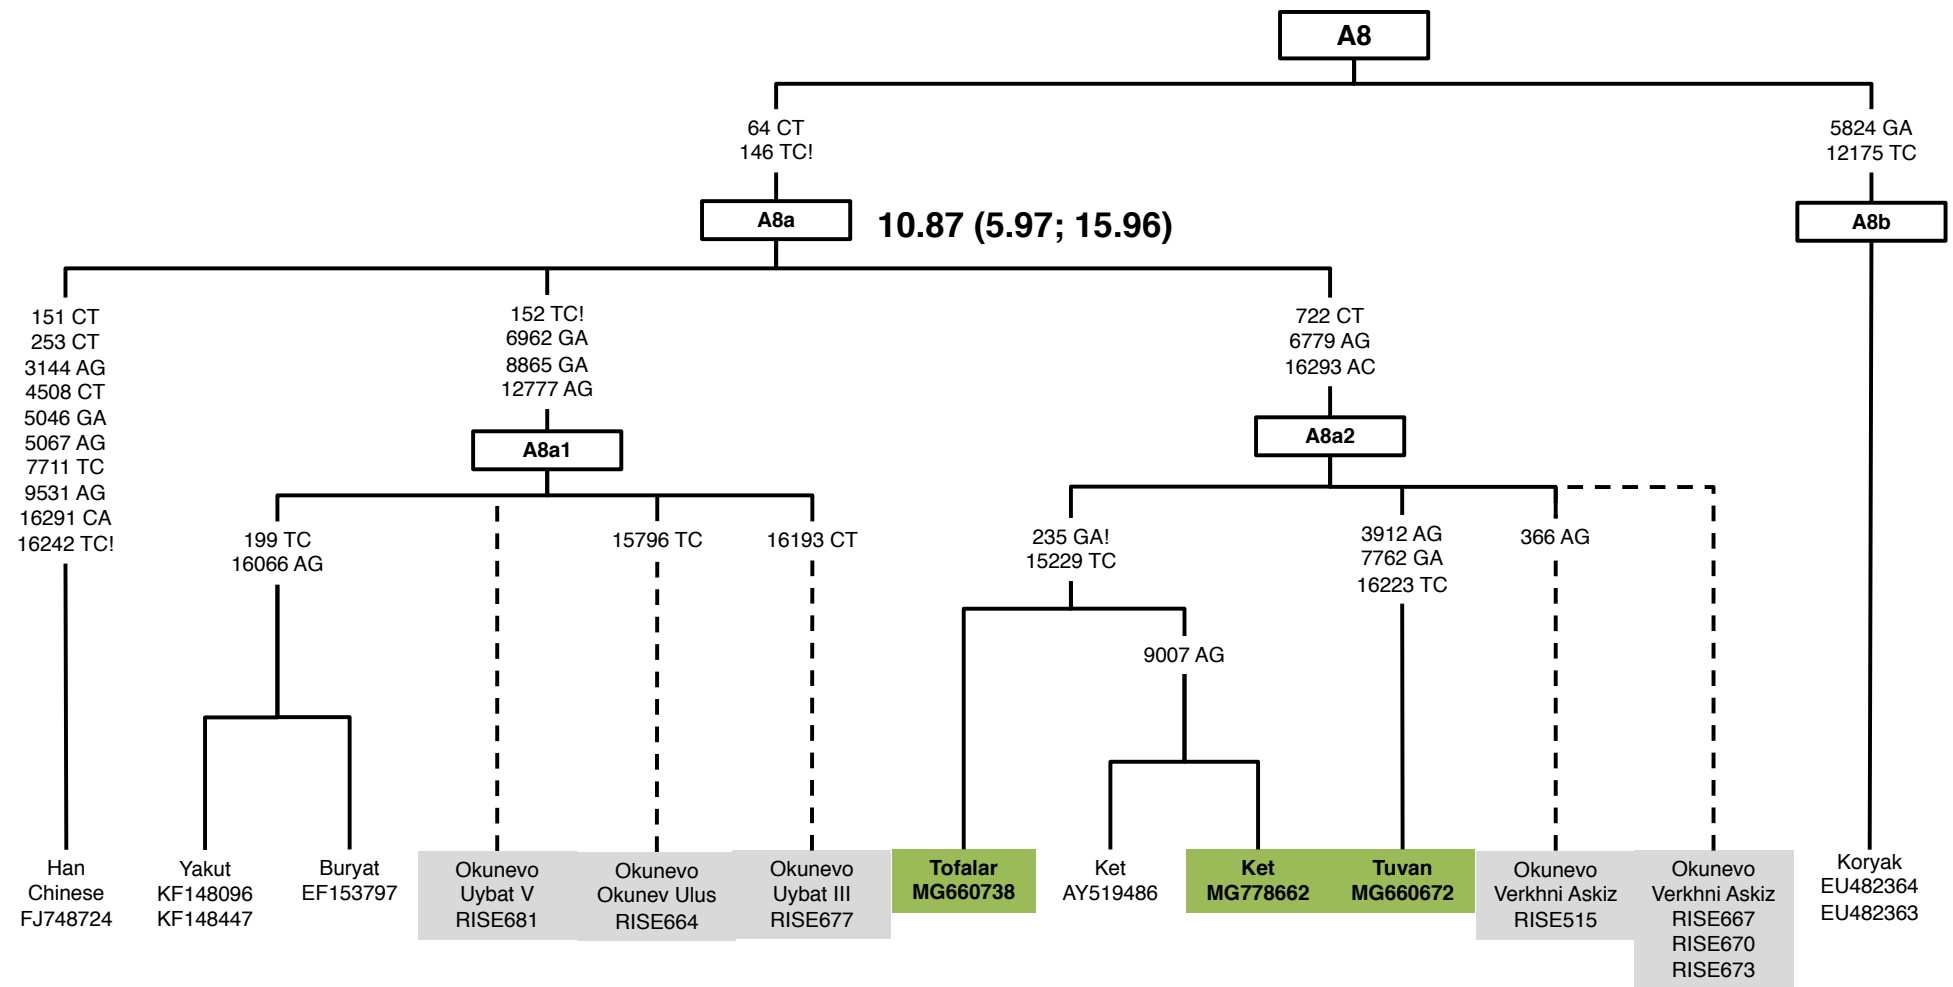 A8
64 CT
146 TC!
5824 GA
12175 TC
A8a
10.87 (5.97; 15.96)
A8b
151 CT
253 CT
3144 AG
4508 CT
5046 GA
5067 AG
7711 TC
9531 AG
16291 CA
16242 TC!
152 TC!
6962 GA
8865 GA
12777 AG
722 CT
6779 AG
16293 AC
A8a1
A8a2
199 TC
16066 AG
15796 TC
16193 CT
235 GA!
15229 TC
3912 AG
7762 GA
16223 TC
366 AG
9007 AG
Han
Chinese
FJ748724
Yakut
KF148096
KF148447
Buryat
EF153797
Okunevo
Uybat V
RISE681
Okunevo
Okunev Ulus
RISE664
Okunevo
Uybat III
RISE677
Tofalar
MG660738
Ket
AY519486
Ket
MG778662
Tuvan
MG660672
Okunevo
Verkhni Askiz
RISE515
Okunevo
Verkhni Askiz
RISE667
RISE670
RISE673
Koryak
EU482364
EU482363